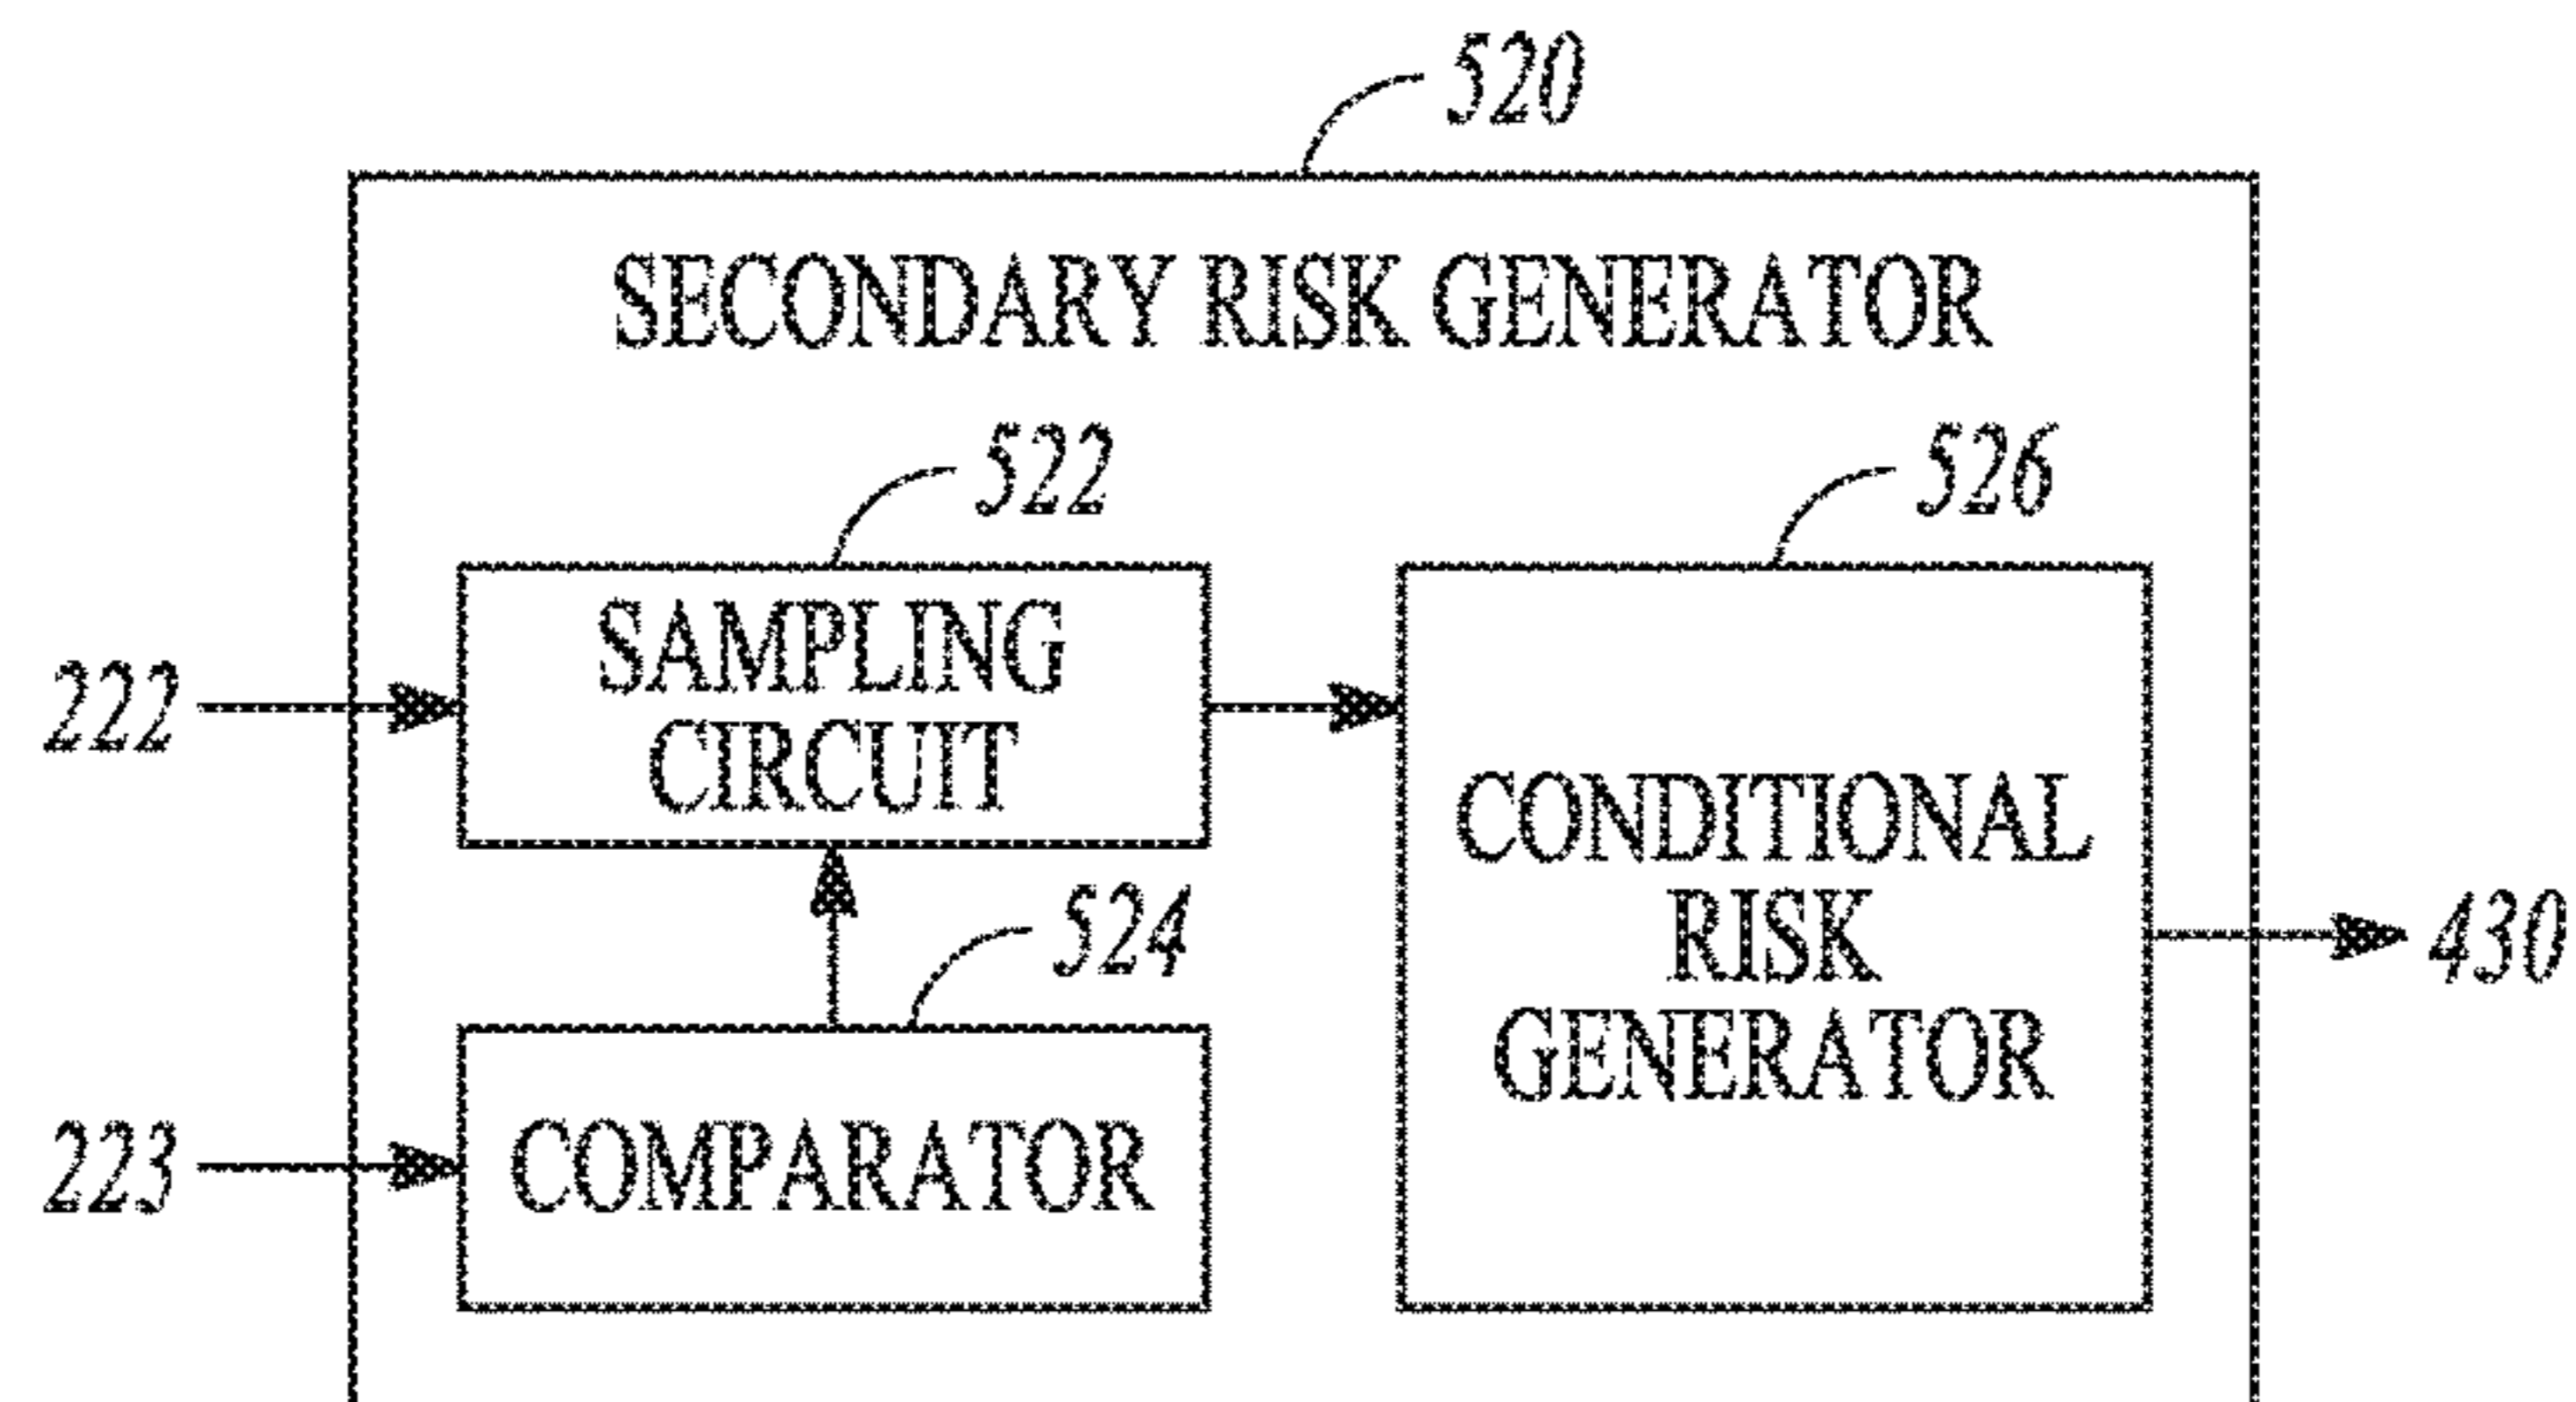 520
SECONDARY RISK GENERATOR
522
526
SAMPLING
CIRCUIT
222
CONDITIONAL
RISK
GENERATOR
524
430
223
COMPARATOR